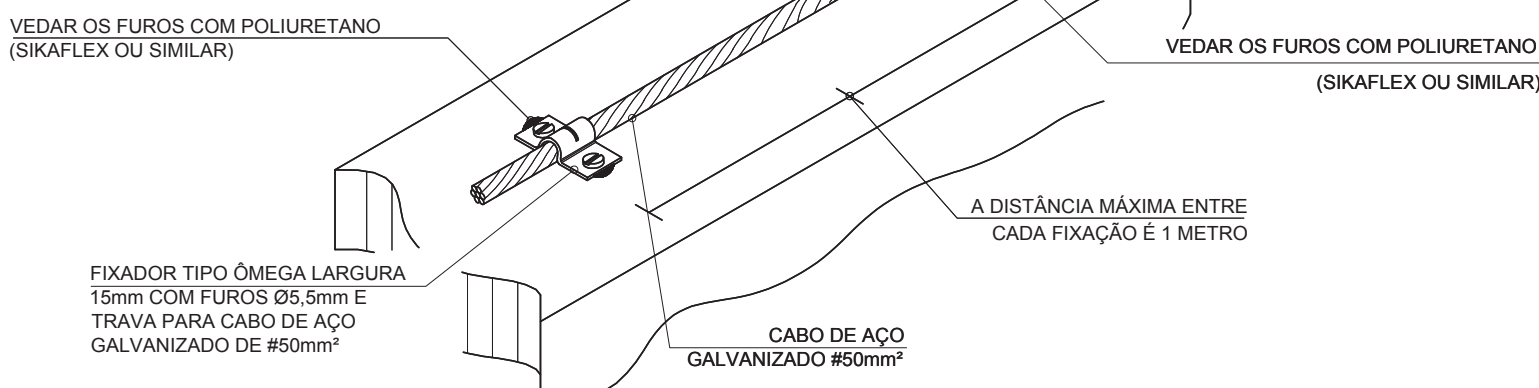 VEDAR OS FUROS COM POLIURETANO
(SIKAFLEX OU SIMILAR)
VEDAR OS FUROS COM POLIURETANO
(SIKAFLEX OU SIMILAR)
A DISTÂNCIA MÁXIMA ENTRE
CADA FIXAÇÃO É 1 METRO
FIXADOR TIPO ÔMEGA LARGURA
15mm COM FUROS Ø5,5mm E
TRAVA PARA CABO DE AÇO
GALVANIZADO DE #50mm²
CABO DE AÇO
GALVANIZADO #50mm²